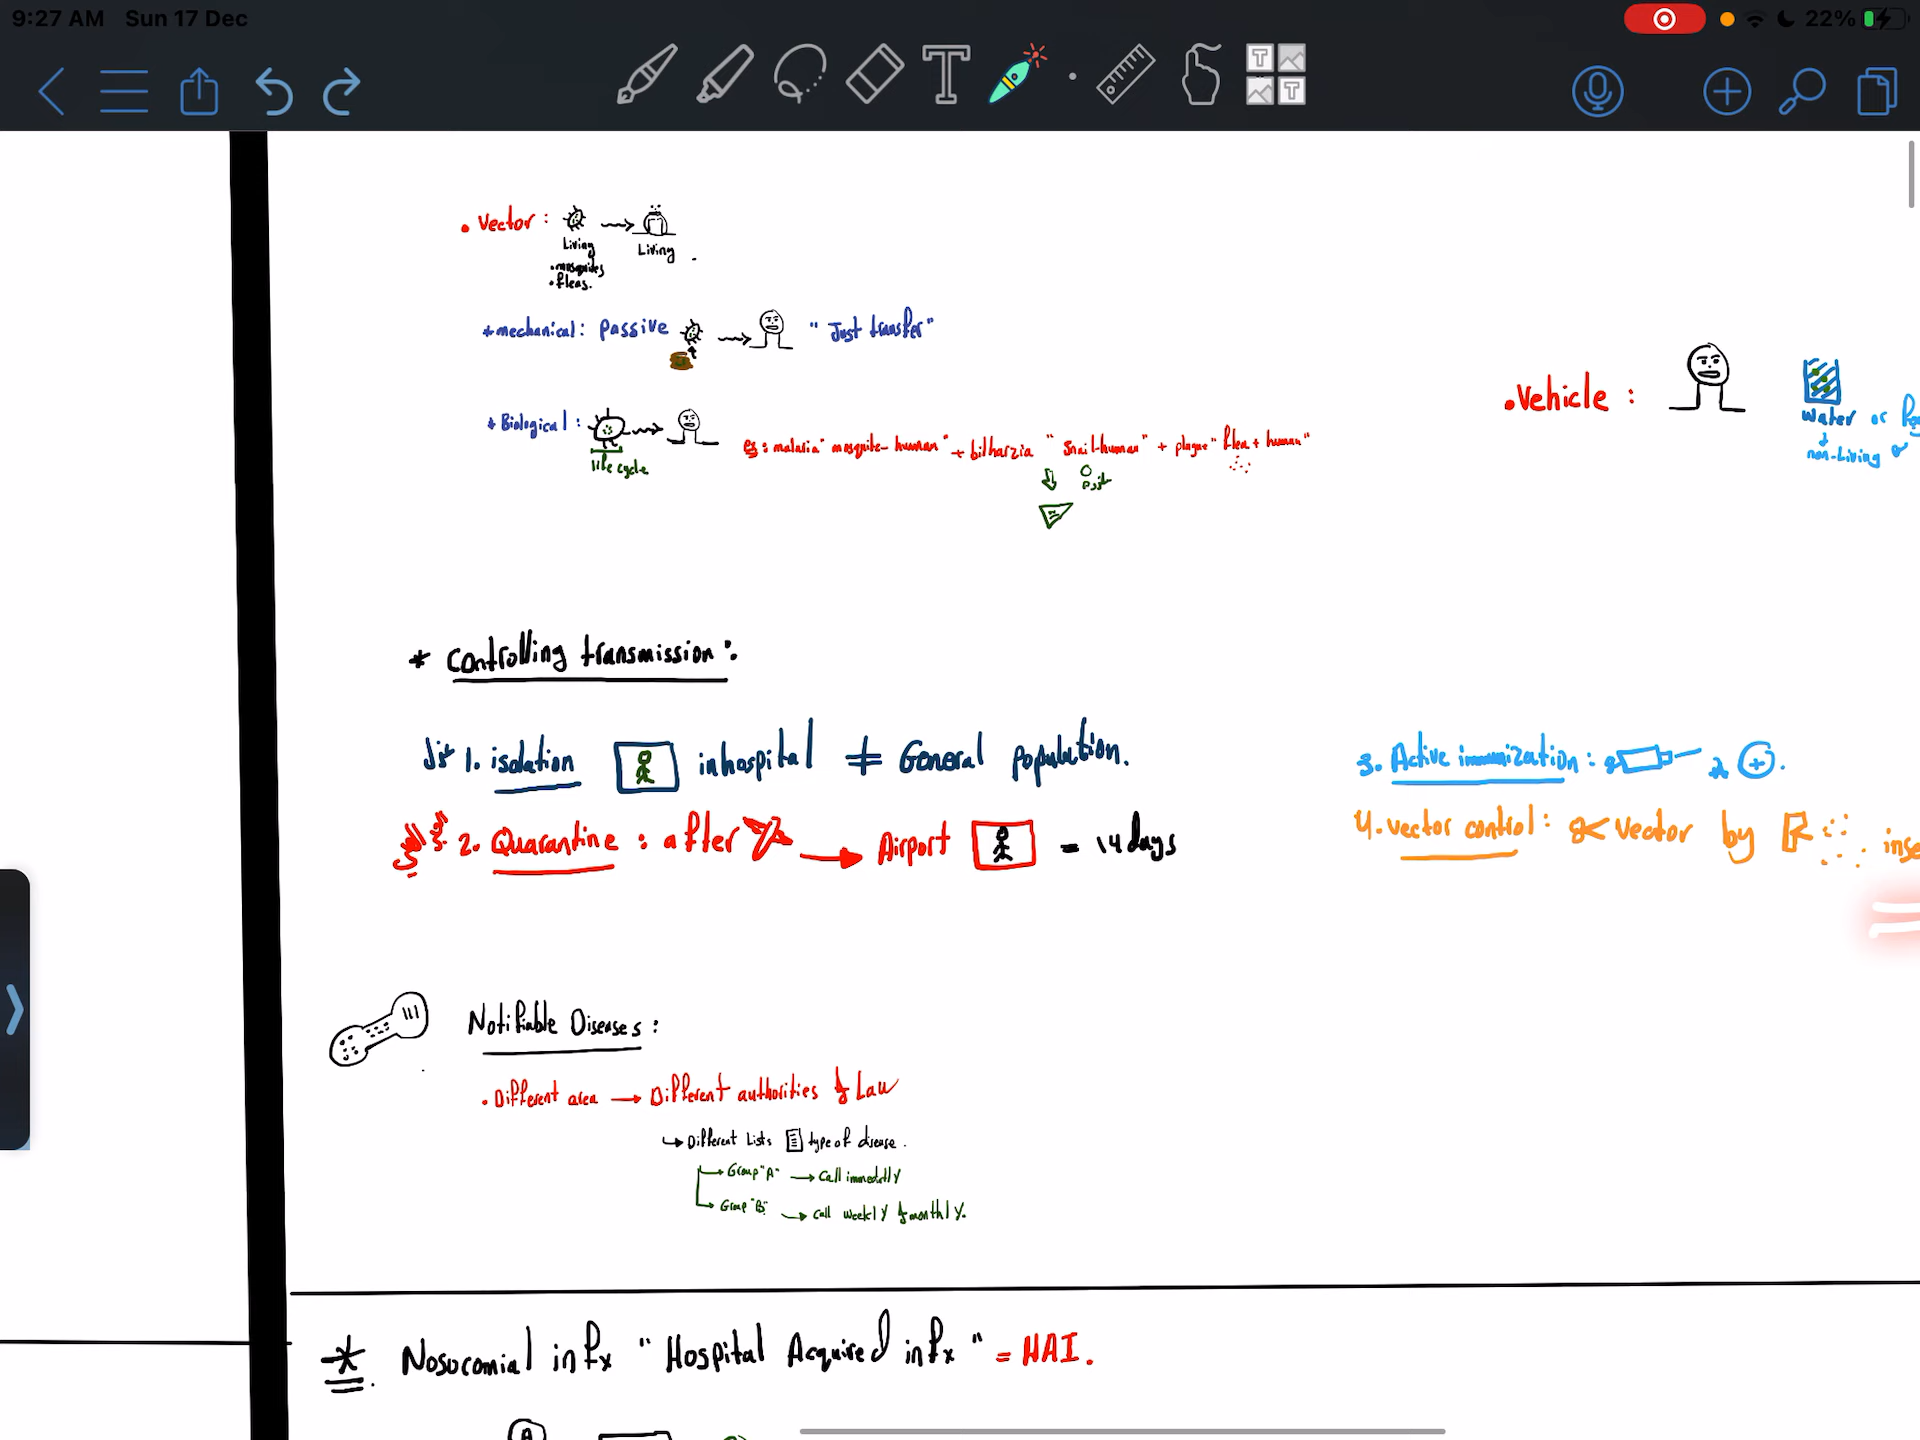 9:27 AM Sun 17 Dec
22%
• Vector :
Living
Living
• mosquites
• fleas.
* mechanical : Passive " Just transfer "
* Biological :
life cycle
Eg : malaria " mosquite - human " + bilharzia " snail - human " + plague " flea + human "
• Vehicle :
water or
non-Living
* Controlling transmission :
1. isolation in hospital ≠ General population.
2. Quarantine : after → Airport = 14 days
3. Active immunization :
4. vector control : vector by
Notifiable Diseases :
• Different area → Different authorities & Law
↳ Different Lists type of disease .
→ Group "A" → Call immedtly
→ Group "B" → Call weekly & monthly.
* Nosocomial infx " Hospital Acquired infx " = HAI.
A